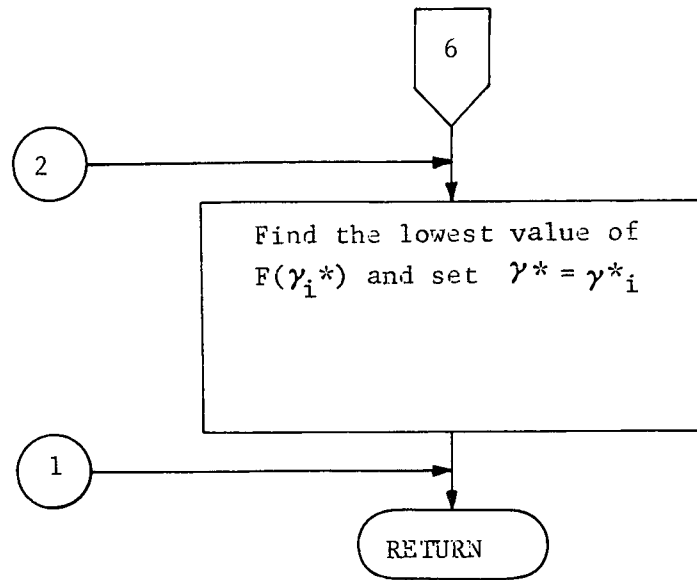 6
2
Find the lowest value of
F(γᵢ*) and set γ* = γ*ᵢ
1
RETURN